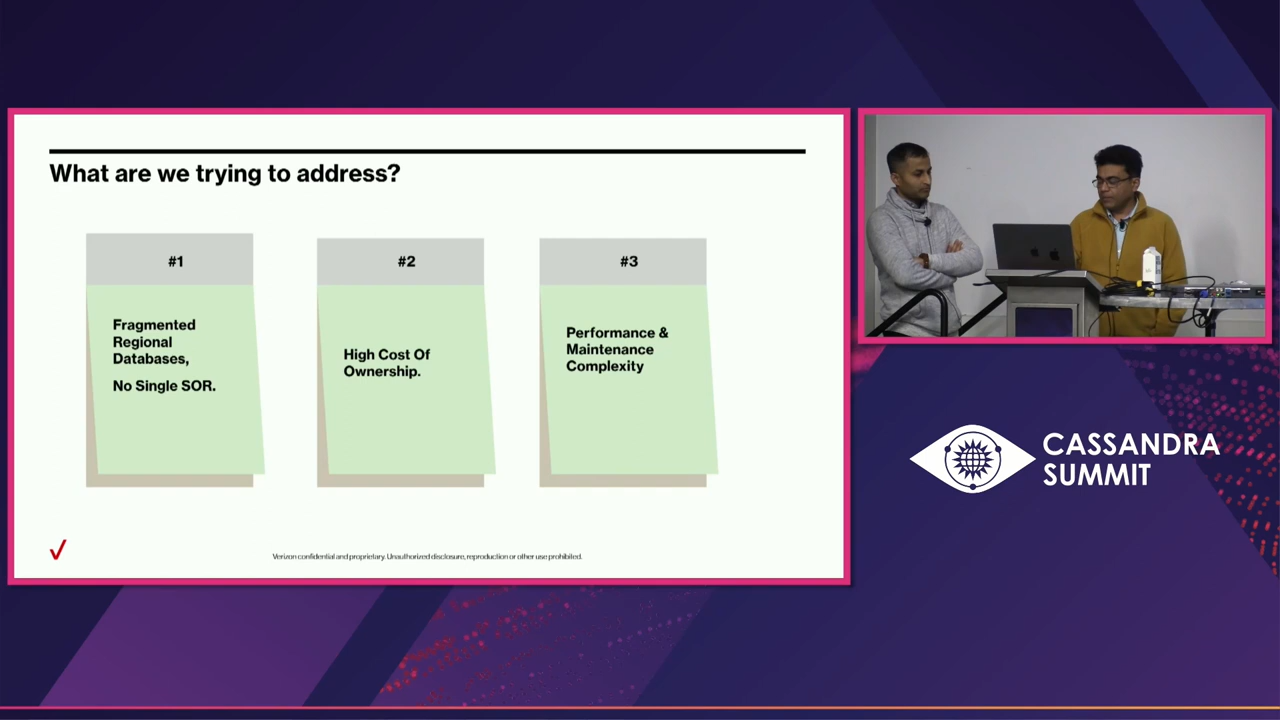 What are we trying to address?
#1
Fragmented
Regional
Databases,
No Single SOR.
#2
High Cost Of
Ownership.
#3
Performance &
Maintenance
Complexity
Verizon confidential and proprietary. Unauthorized disclosure, reproduction or other use prohibited.
CASSANDRA
SUMMIT